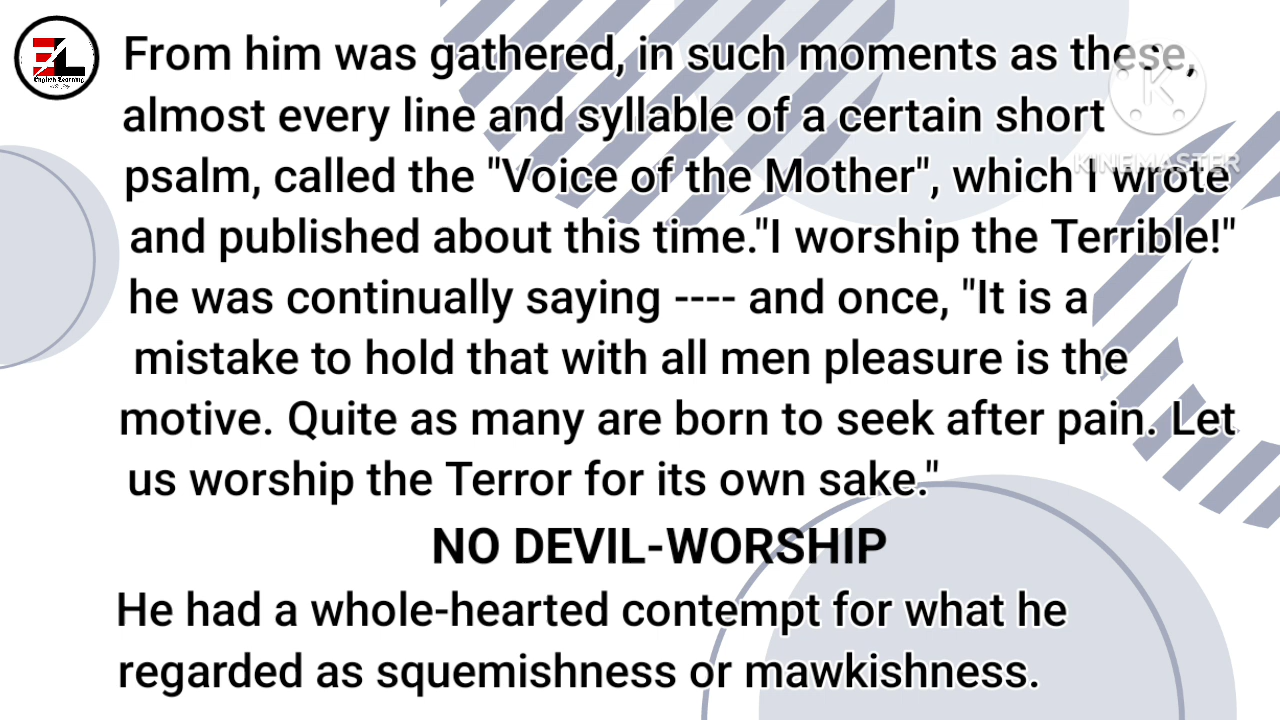 From him was gathered, in such moments as these,
almost every line and syllable of a certain short
psalm, called the "Voice of the Mother", which I wrote
and published about this time."I worship the Terrible!"
he was continually saying ---- and once, "It is a
mistake to hold that with all men pleasure is the
motive. Quite as many are born to seek after pain. Let
us worship the Terror for its own sake."
NO DEVIL-WORSHIP
He had a whole-hearted contempt for what he
regarded as squemishness or mawkishness.
EL
English Learning
K
KINEMASTER